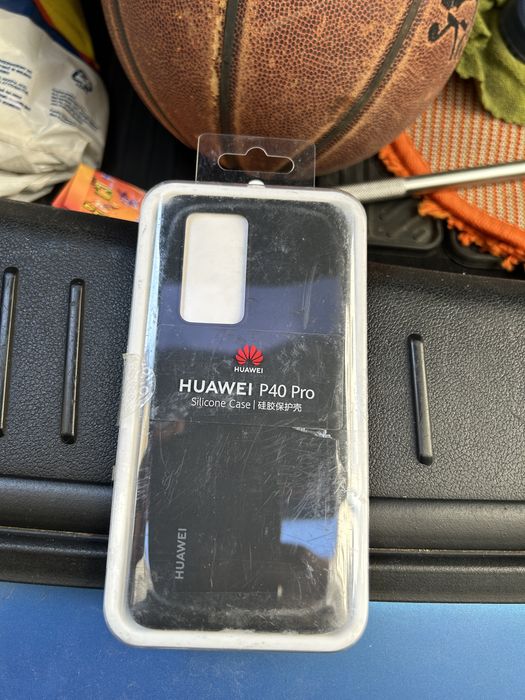 HUAWEI
HUAWEI P40 Pro
Silicone Case | 硅胶保护壳
HUAWEI